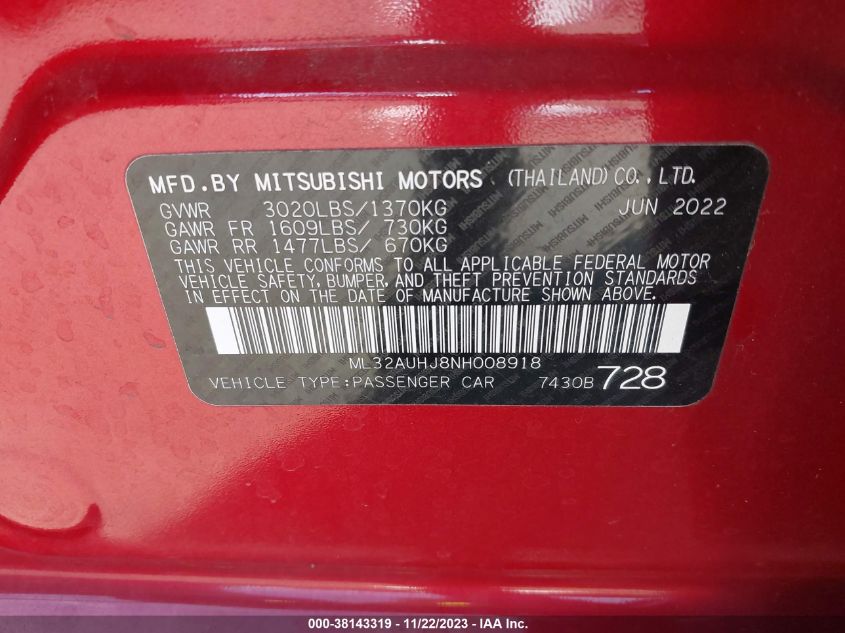 MFD.BY MITSUBISHI MOTORS (THAILAND)CO.,LTD.
GVWR 3020LBS/1370KG JUN 2022
GAWR FR 1609LBS/ 730KG
GAWR RR 1477LBS/ 670KG
THIS VEHICLE CONFORMS TO ALL APPLICABLE FEDERAL MOTOR
VEHICLE SAFETY, BUMPER, AND THEFT PREVENTION STANDARDS
IN EFFECT ON THE DATE OF MANUFACTURE SHOWN ABOVE.
ML32AUHJ8NH008918
VEHICLE TYPE:PASSENGER CAR 7430B 728
000-38143319 - 11/22/2023 - IAA Inc.